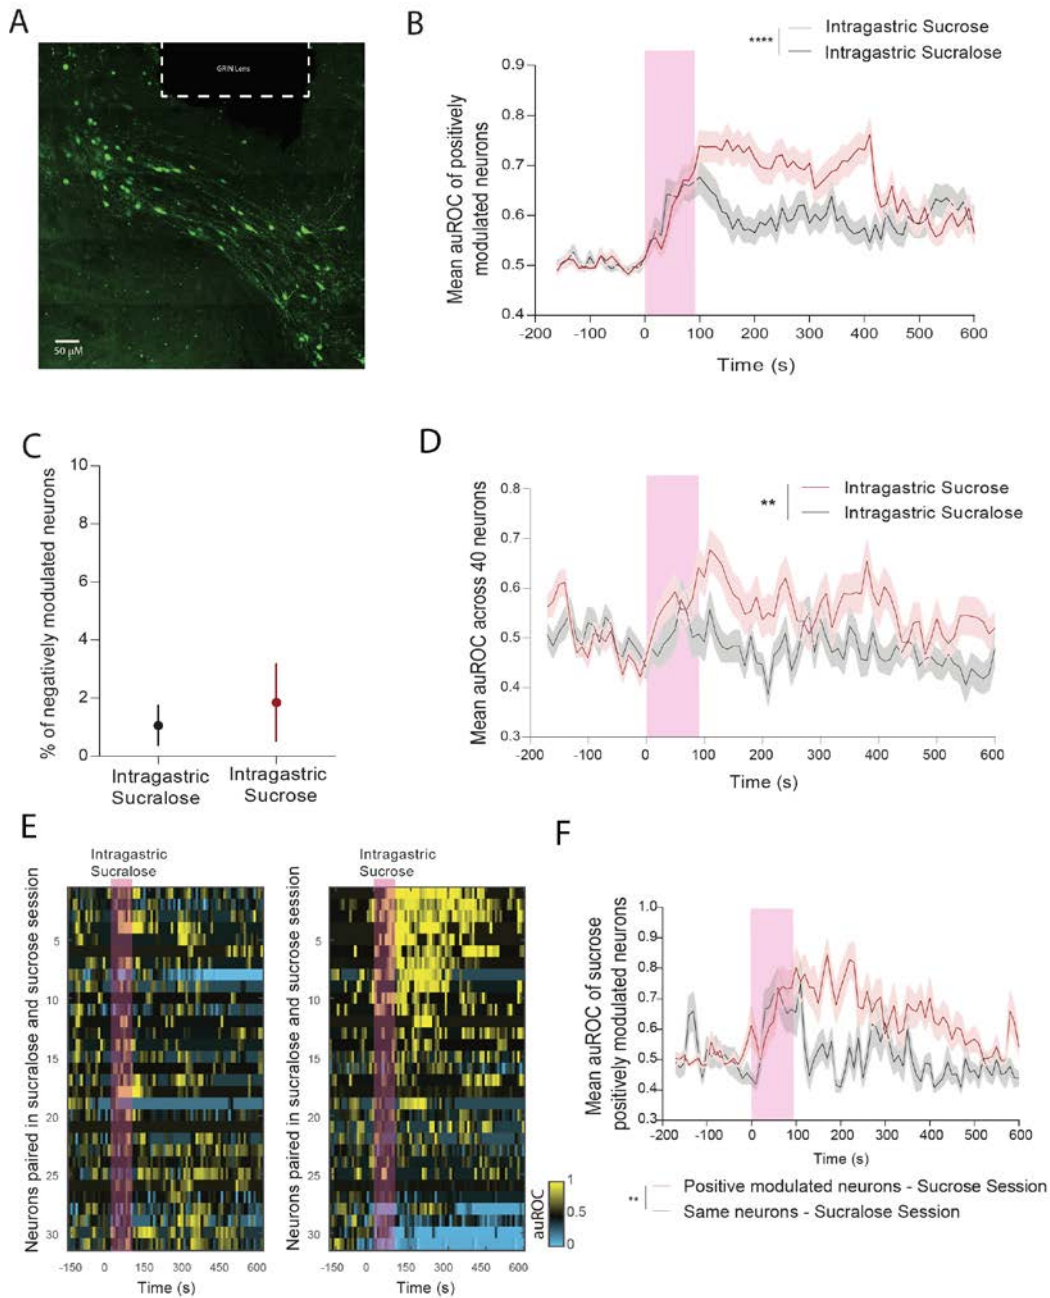 A
GRIN Lens
50 µM
B
****
Intragastric Sucrose
Intragastric Sucralose
Mean auROC of positively
modulated neurons
0.9
0.8
0.7
0.6
0.5
0.4
-200 -100 0 100 200 300 400 500 600
Time (s)
C
% of negatively modulated neurons
10
8
6
4
2
0
Intragastric
Sucralose
Intragastric
Sucrose
D
**
Intragastric Sucrose
Intragastric Sucralose
Mean auROC across 40 neurons
0.8
0.7
0.6
0.5
0.4
0.3
-200 -100 0 100 200 300 400 500 600
Time (s)
E
Intragastric
Sucralose
Neurons paired in sucralose and sucrose session
5
10
15
20
25
30
-150 0 150 300 450 600
Time (s)
Intragastric
Sucrose
Neurons paired in sucralose and sucrose session
5
10
15
20
25
30
-150 0 150 300 450 600
Time (s)
auROC
1
0.5
0
F
Mean auROC of sucrose
positively modulated neurons
1.0
0.9
0.8
0.7
0.6
0.5
0.4
0.3
-200 -100 0 100 200 300 400 500 600
Time (s)
**
Positive modulated neurons - Sucrose Session
Same neurons - Sucralose Session